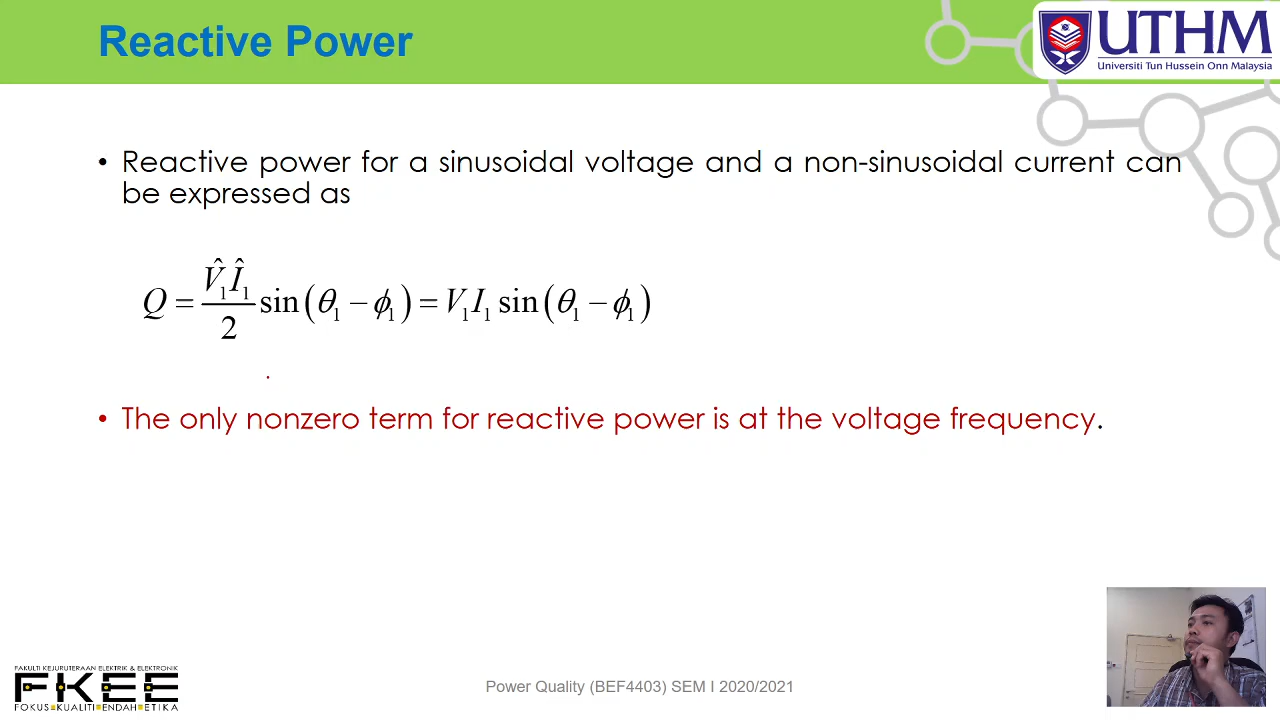 Reactive Power
UTHM
Universiti Tun Hussein Onn Malaysia
• Reactive power for a sinusoidal voltage and a non-sinusoidal current can
be expressed as
Q = V̂₁Î₁/2 sin(θ₁ − ϕ₁) = V₁I₁ sin(θ₁ − ϕ₁)
• The only nonzero term for reactive power is at the voltage frequency.
FAKULTI KEJURUTERAAN ELEKTRIK & ELEKTRONIK
FKEE
FOKUS KUALITI ENDAH ETIKA
Power Quality (BEF4403) SEM I 2020/2021